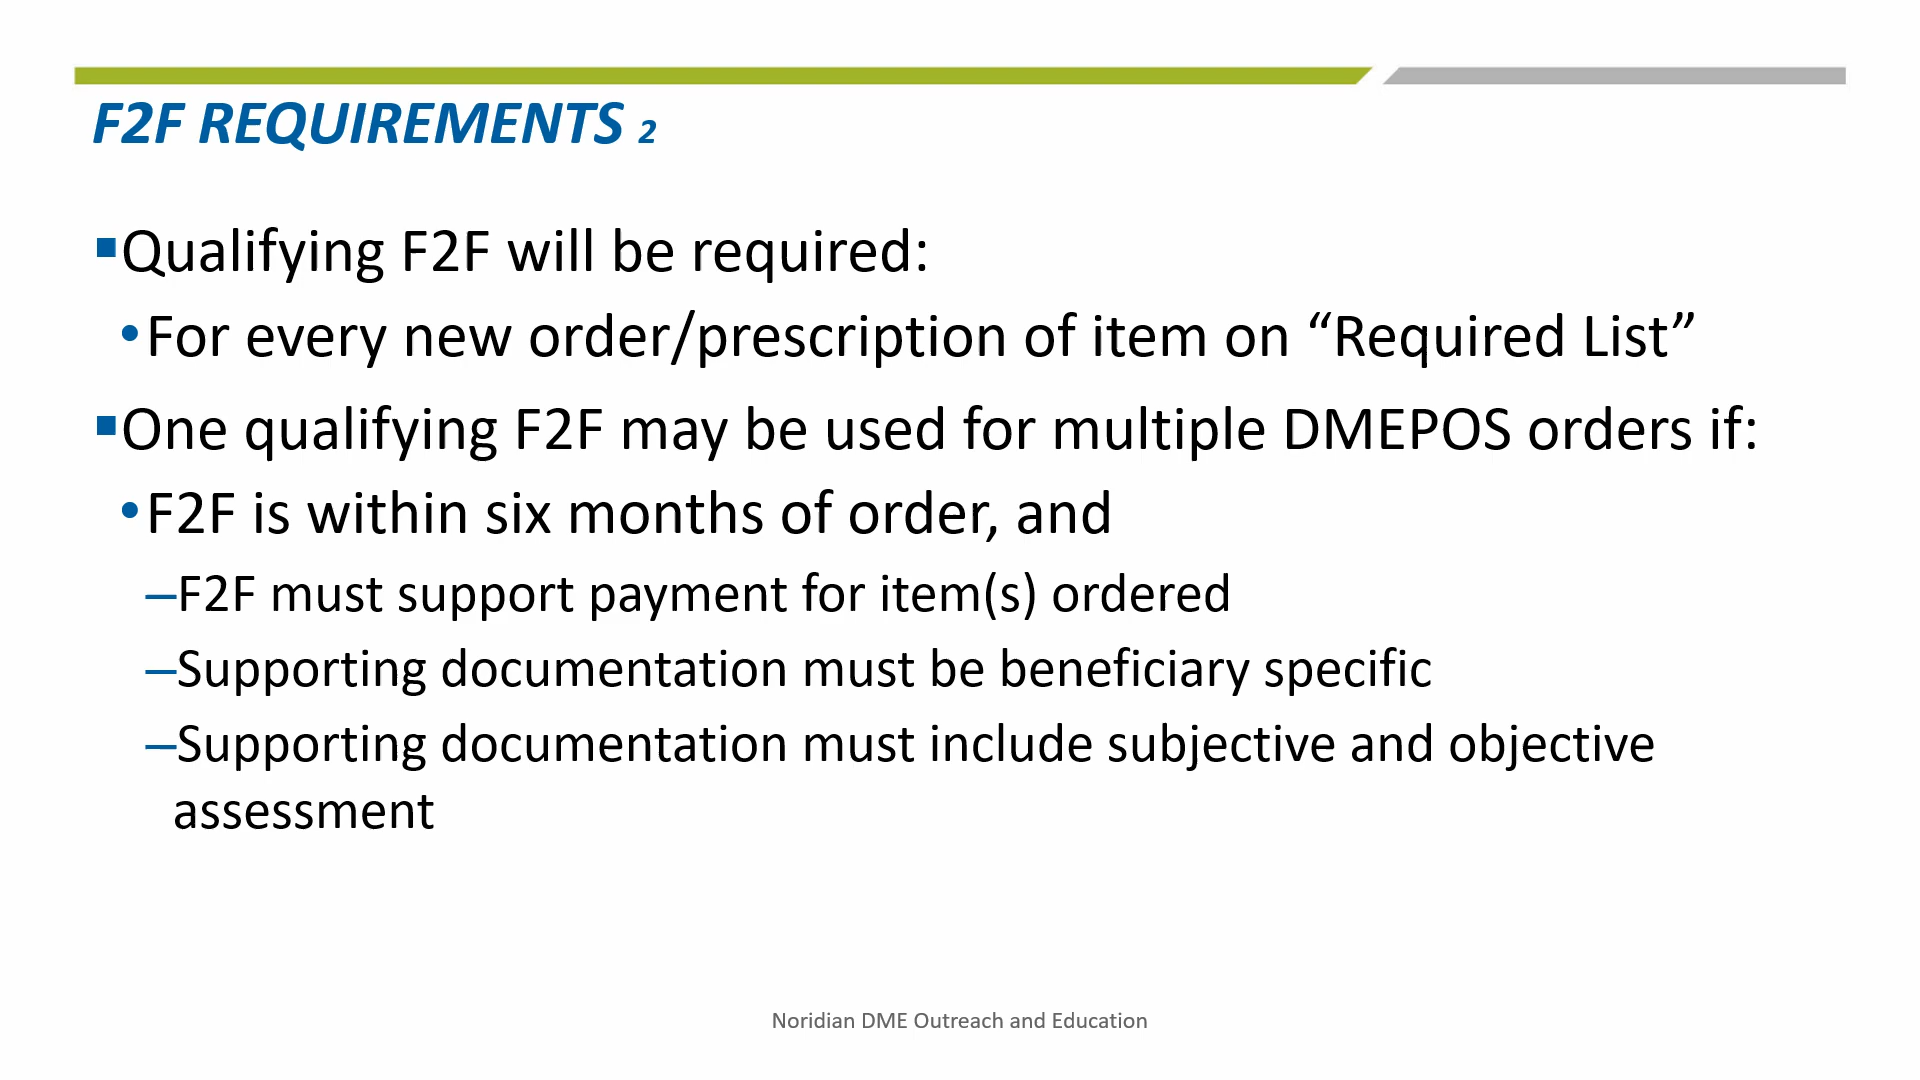 F2F REQUIREMENTS 2
▪Qualifying F2F will be required:
•For every new order/prescription of item on “Required List”
▪One qualifying F2F may be used for multiple DMEPOS orders if:
•F2F is within six months of order, and
–F2F must support payment for item(s) ordered
–Supporting documentation must be beneficiary specific
–Supporting documentation must include subjective and objective
assessment
Noridian DME Outreach and Education